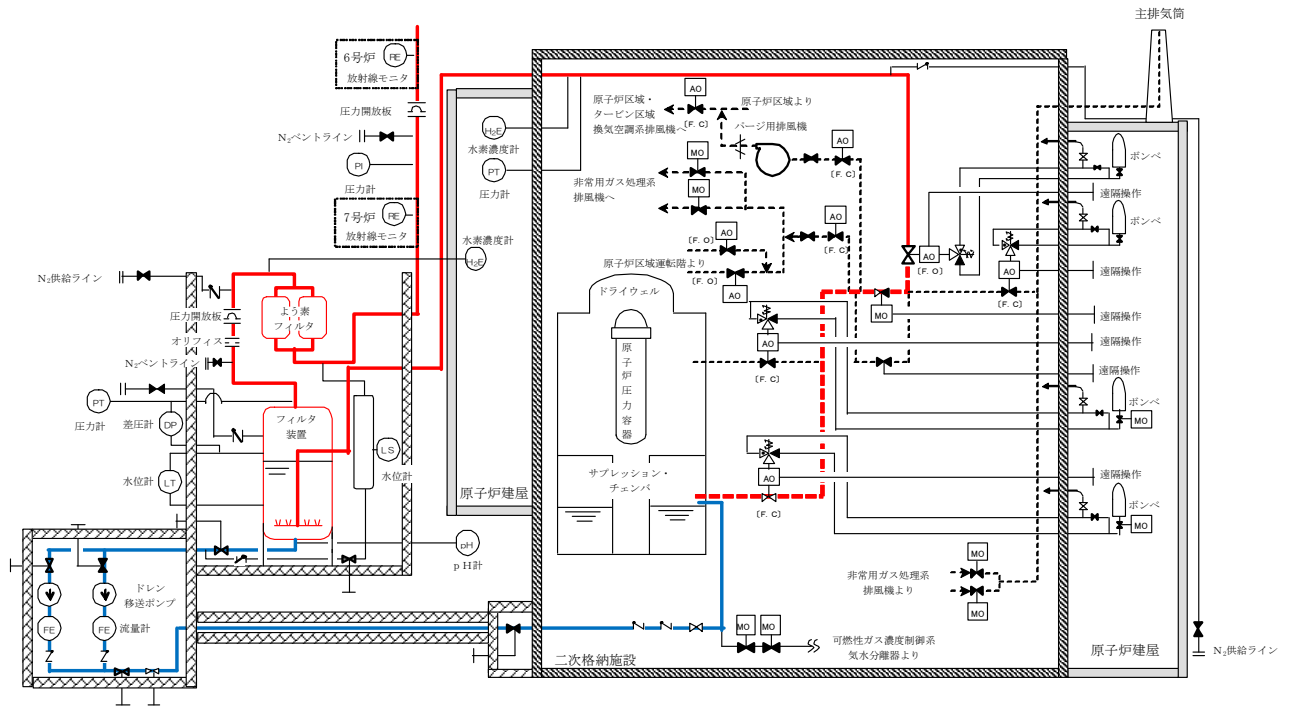 主排気筒
6号炉
RE
放射線モニタ
圧力開放板
N₂ベントライン
PI
圧力計
7号炉
RE
放射線モニタ
H₂E
水素濃度計
PT
圧力計
水素濃度計
H₂E
原子炉区域・
タービン区域
換気空調系排風機へ
AO
(F. C)
原子炉区域より
パージ用排風機
AO
(F. C)
MO
非常用ガス処理系
排風機へ
MO
AO
(F. C)
(F. O)
AO
原子炉区域運転階より
(F. O)
AO
AO
(F. O)
AO
(F. C)
MO
ボンベ
遠隔操作
ボンベ
遠隔操作
遠隔操作
遠隔操作
遠隔操作
ボンベ
MO
遠隔操作
ボンベ
MO
ドライウェル
原子炉圧力容器
サプレッション・
チェンバ
AO
(F. C)
AO
(F. C)
N₂供給ライン
圧力開放板
オリフィス
N₂ベントライン
よう素
フィルタ
PT
圧力計
差圧計
DP
フィルタ
装置
水位計
LT
LS
水位計
原子炉建屋
pH
pH計
ドレン
移送ポンプ
FE
FE
流量計
MO
非常用ガス処理系
排風機より
MO
MO
MO
可燃性ガス濃度制御系
気水分離器より
二次格納施設
原子炉建屋
N₂供給ライン